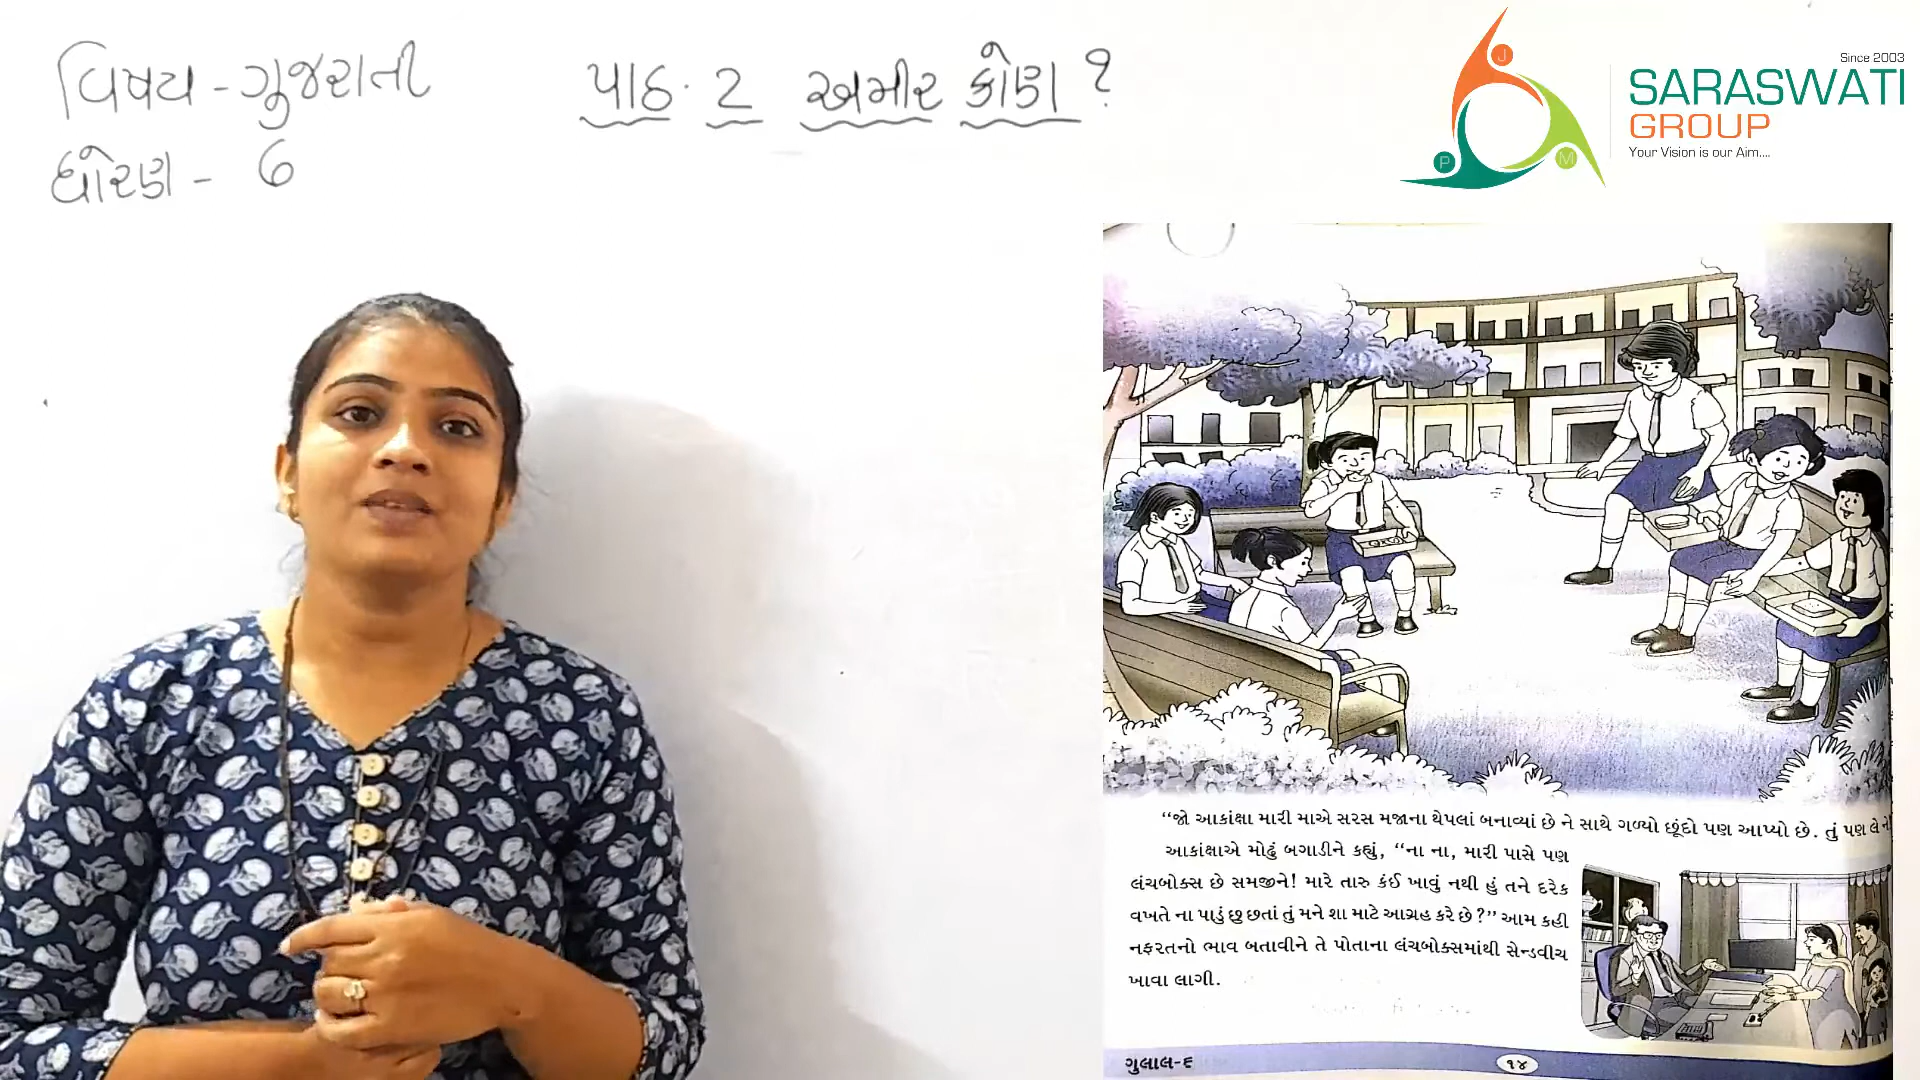 વિષય - ગુજરાતી
ધોરણ - 6
પાઠ. 2 અમીર કોણ ?
Since 2003
SARASWATI
GROUP
Your Vision is our Aim....
J
P
M
“જો આકાંક્ષા મારી માએ સરસ મજાના થેપલાં બનાવ્યાં છે ને સાથે ગળ્યો છૂંદો પણ આપ્યો છે. તું પણ લે ને
આકાંક્ષાએ મોઢું બગાડીને કહ્યું, “ના ના, મારી પાસે પણ
લંચબોક્સ છે સમજીને! મારે તારુ કંઈ ખાવું નથી હું તને દરેક
વખતે ના પાડું છુ છતાં તું મને શા માટે આગ્રહ કરે છે?” આમ કહી
નફરતનો ભાવ બતાવીને તે પોતાના લંચબોક્સમાંથી સેન્ડવીચ
ખાવા લાગી.
ગુલાલ-૬
૧૪